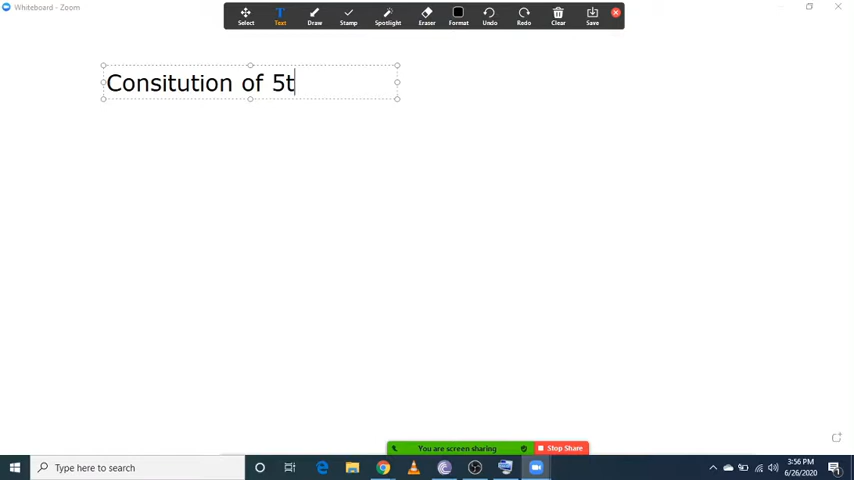 Whiteboard - Zoom
Select Text Draw Stamp Spotlight Eraser Format Undo Redo Clear Save
Consitution of 5t
You are screen sharing Stop Share
Type here to search
3:56 PM
6/26/2020